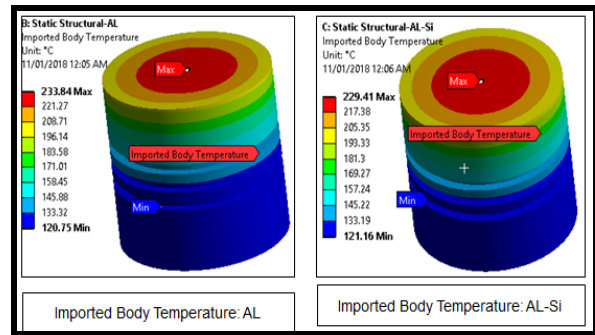 B: Static Structural-AL
Imported Body Temperature
Unit: °C
11/01/2018 12:05 AM
233.84 Max
221.27
208.71
196.14
183.58
171.01
158.45
145.88
133.32
120.75 Min
Max
Imported Body Temperature
Min
Imported Body Temperature: AL
C: Static Structural-AL-Si
Imported Body Temperature
Unit: °C
11/01/2018 12:06 AM
229.41 Max
217.38
205.35
193.33
181.3
169.27
157.24
145.22
133.19
121.16 Min
Max
Imported Body Temperature
Min
Imported Body Temperature: AL-Si